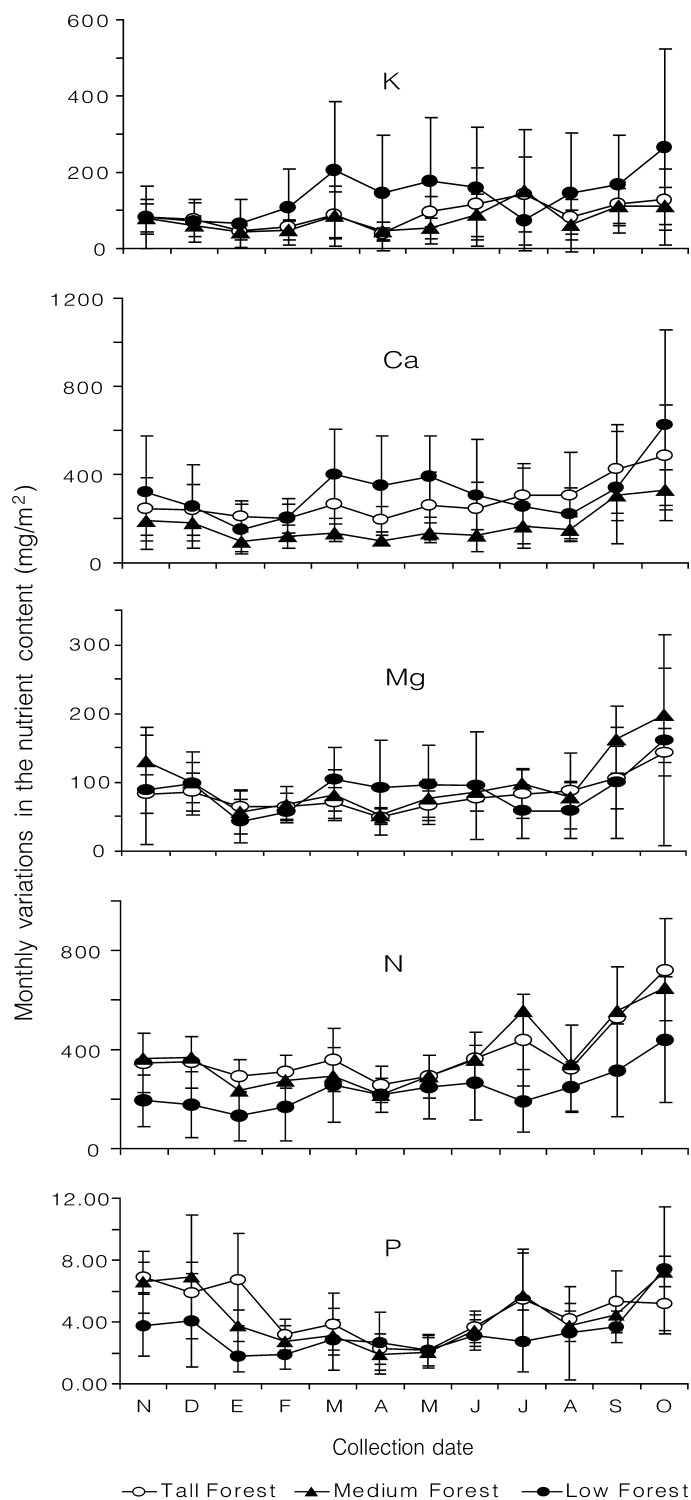 Monthly variations in the nutrient content (mg/m²)
600
400
200
0
K
1200
800
400
0
Ca
300
200
100
0
Mg
800
400
0
N
12.00
8.00
4.00
0.00
P
N D E F M A M J J A S O
Collection date
Tall Forest Medium Forest Low Forest